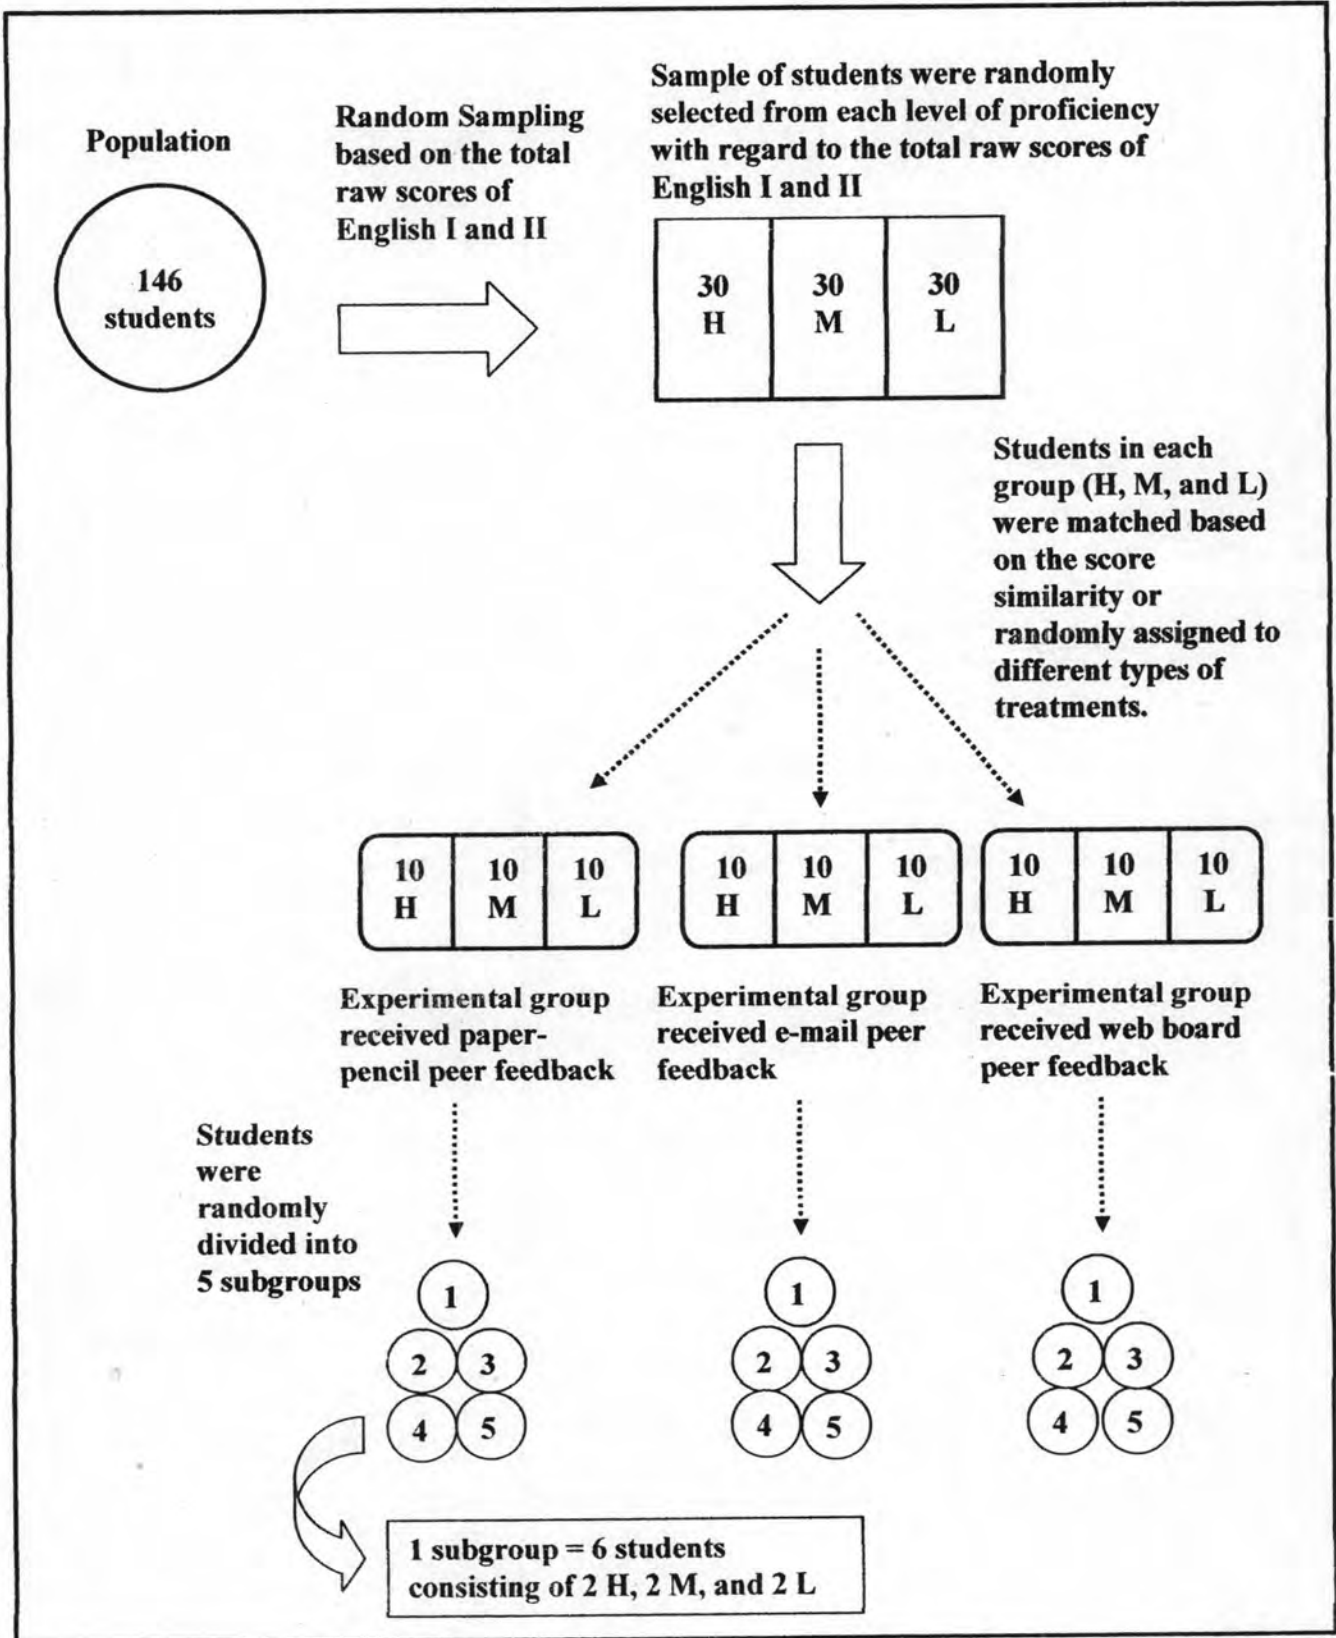 Population
146
students
Random Sampling
based on the total
raw scores of
English I and II
Sample of students were randomly
selected from each level of proficiency
with regard to the total raw scores of
English I and II
30
H
30
M
30
L
Students in each
group (H, M, and L)
were matched based
on the score
similarity or
randomly assigned to
different types of
treatments.
10
H
10
M
10
L
10
H
10
M
10
L
10
H
10
M
10
L
Experimental group
received paper-
pencil peer feedback
Experimental group
received e-mail peer
feedback
Experimental group
received web board
peer feedback
Students
were
randomly
divided into
5 subgroups
1
2
3
4
5
1
2
3
4
5
1
2
3
4
5
1 subgroup = 6 students
consisting of 2 H, 2 M, and 2 L